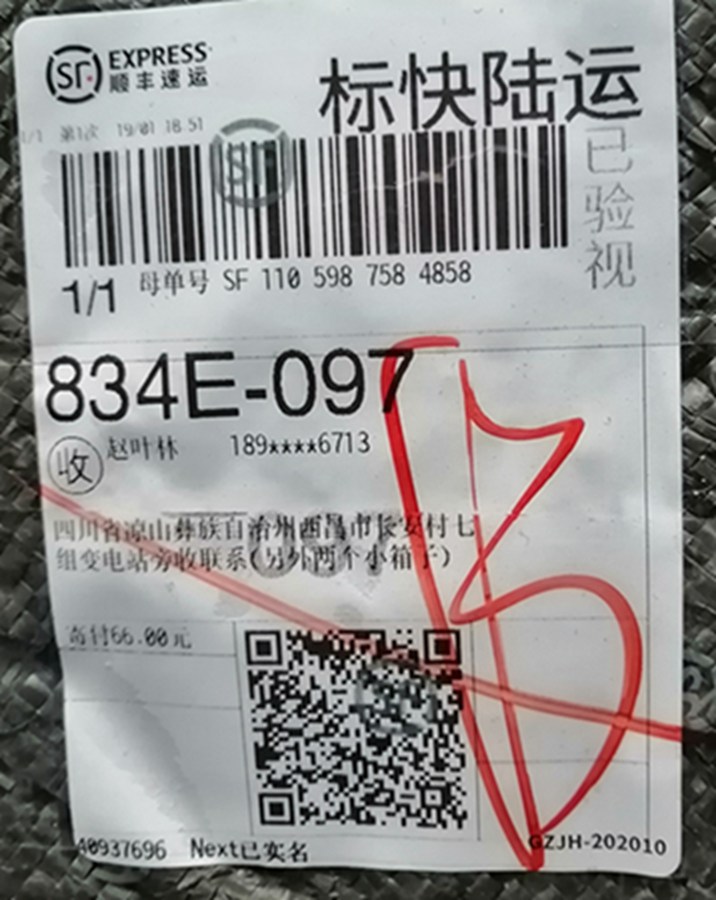 SF EXPRESS
顺丰速运
标快陆运
1/1 第1次 19/01 18:51
SF
已验视
1/1 母单号 SF 110 598 758 4858
834E-097
收 赵叶林 189****6713
四川省凉山彝族自治州西昌市长安村七
组变电站旁收联系(另外两个小箱子)
寄付66.00元
40937696 Next已实名
GZJH-202010